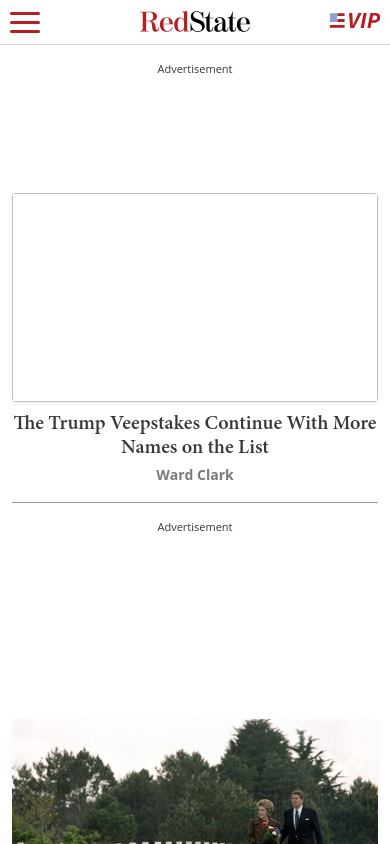 RedState
VIP
Advertisement
The Trump Veepstakes Continue With More
Names on the List
Ward Clark
Advertisement